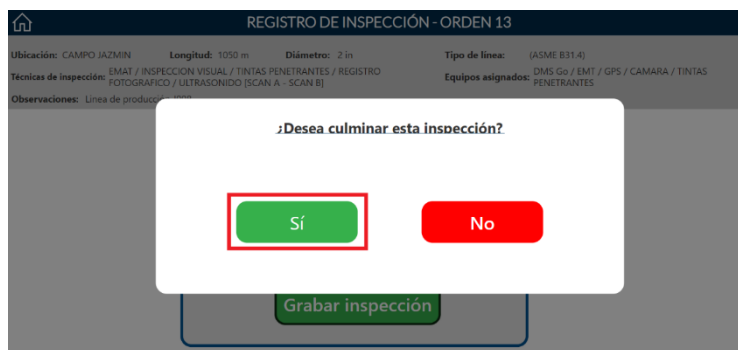 REGISTRO DE INSPECCIÓN - ORDEN 13
Ubicación: CAMPO JAZMIN Longitud: 1050 m Diámetro: 2 in Tipo de línea: (ASME B31.4)
Técnicas de inspección: EMAT / INSPECCION VISUAL / TINTAS PENETRANTES / REGISTRO
FOTOGRAFICO / ULTRASONIDO [SCAN A - SCAN B]
Equipos asignados: DMS Go / EMT / GPS / CAMARA / TINTAS
PENETRANTES
Observaciones: Linea de producción
¿Desea culminar esta inspección?
Sí No
Grabar inspección